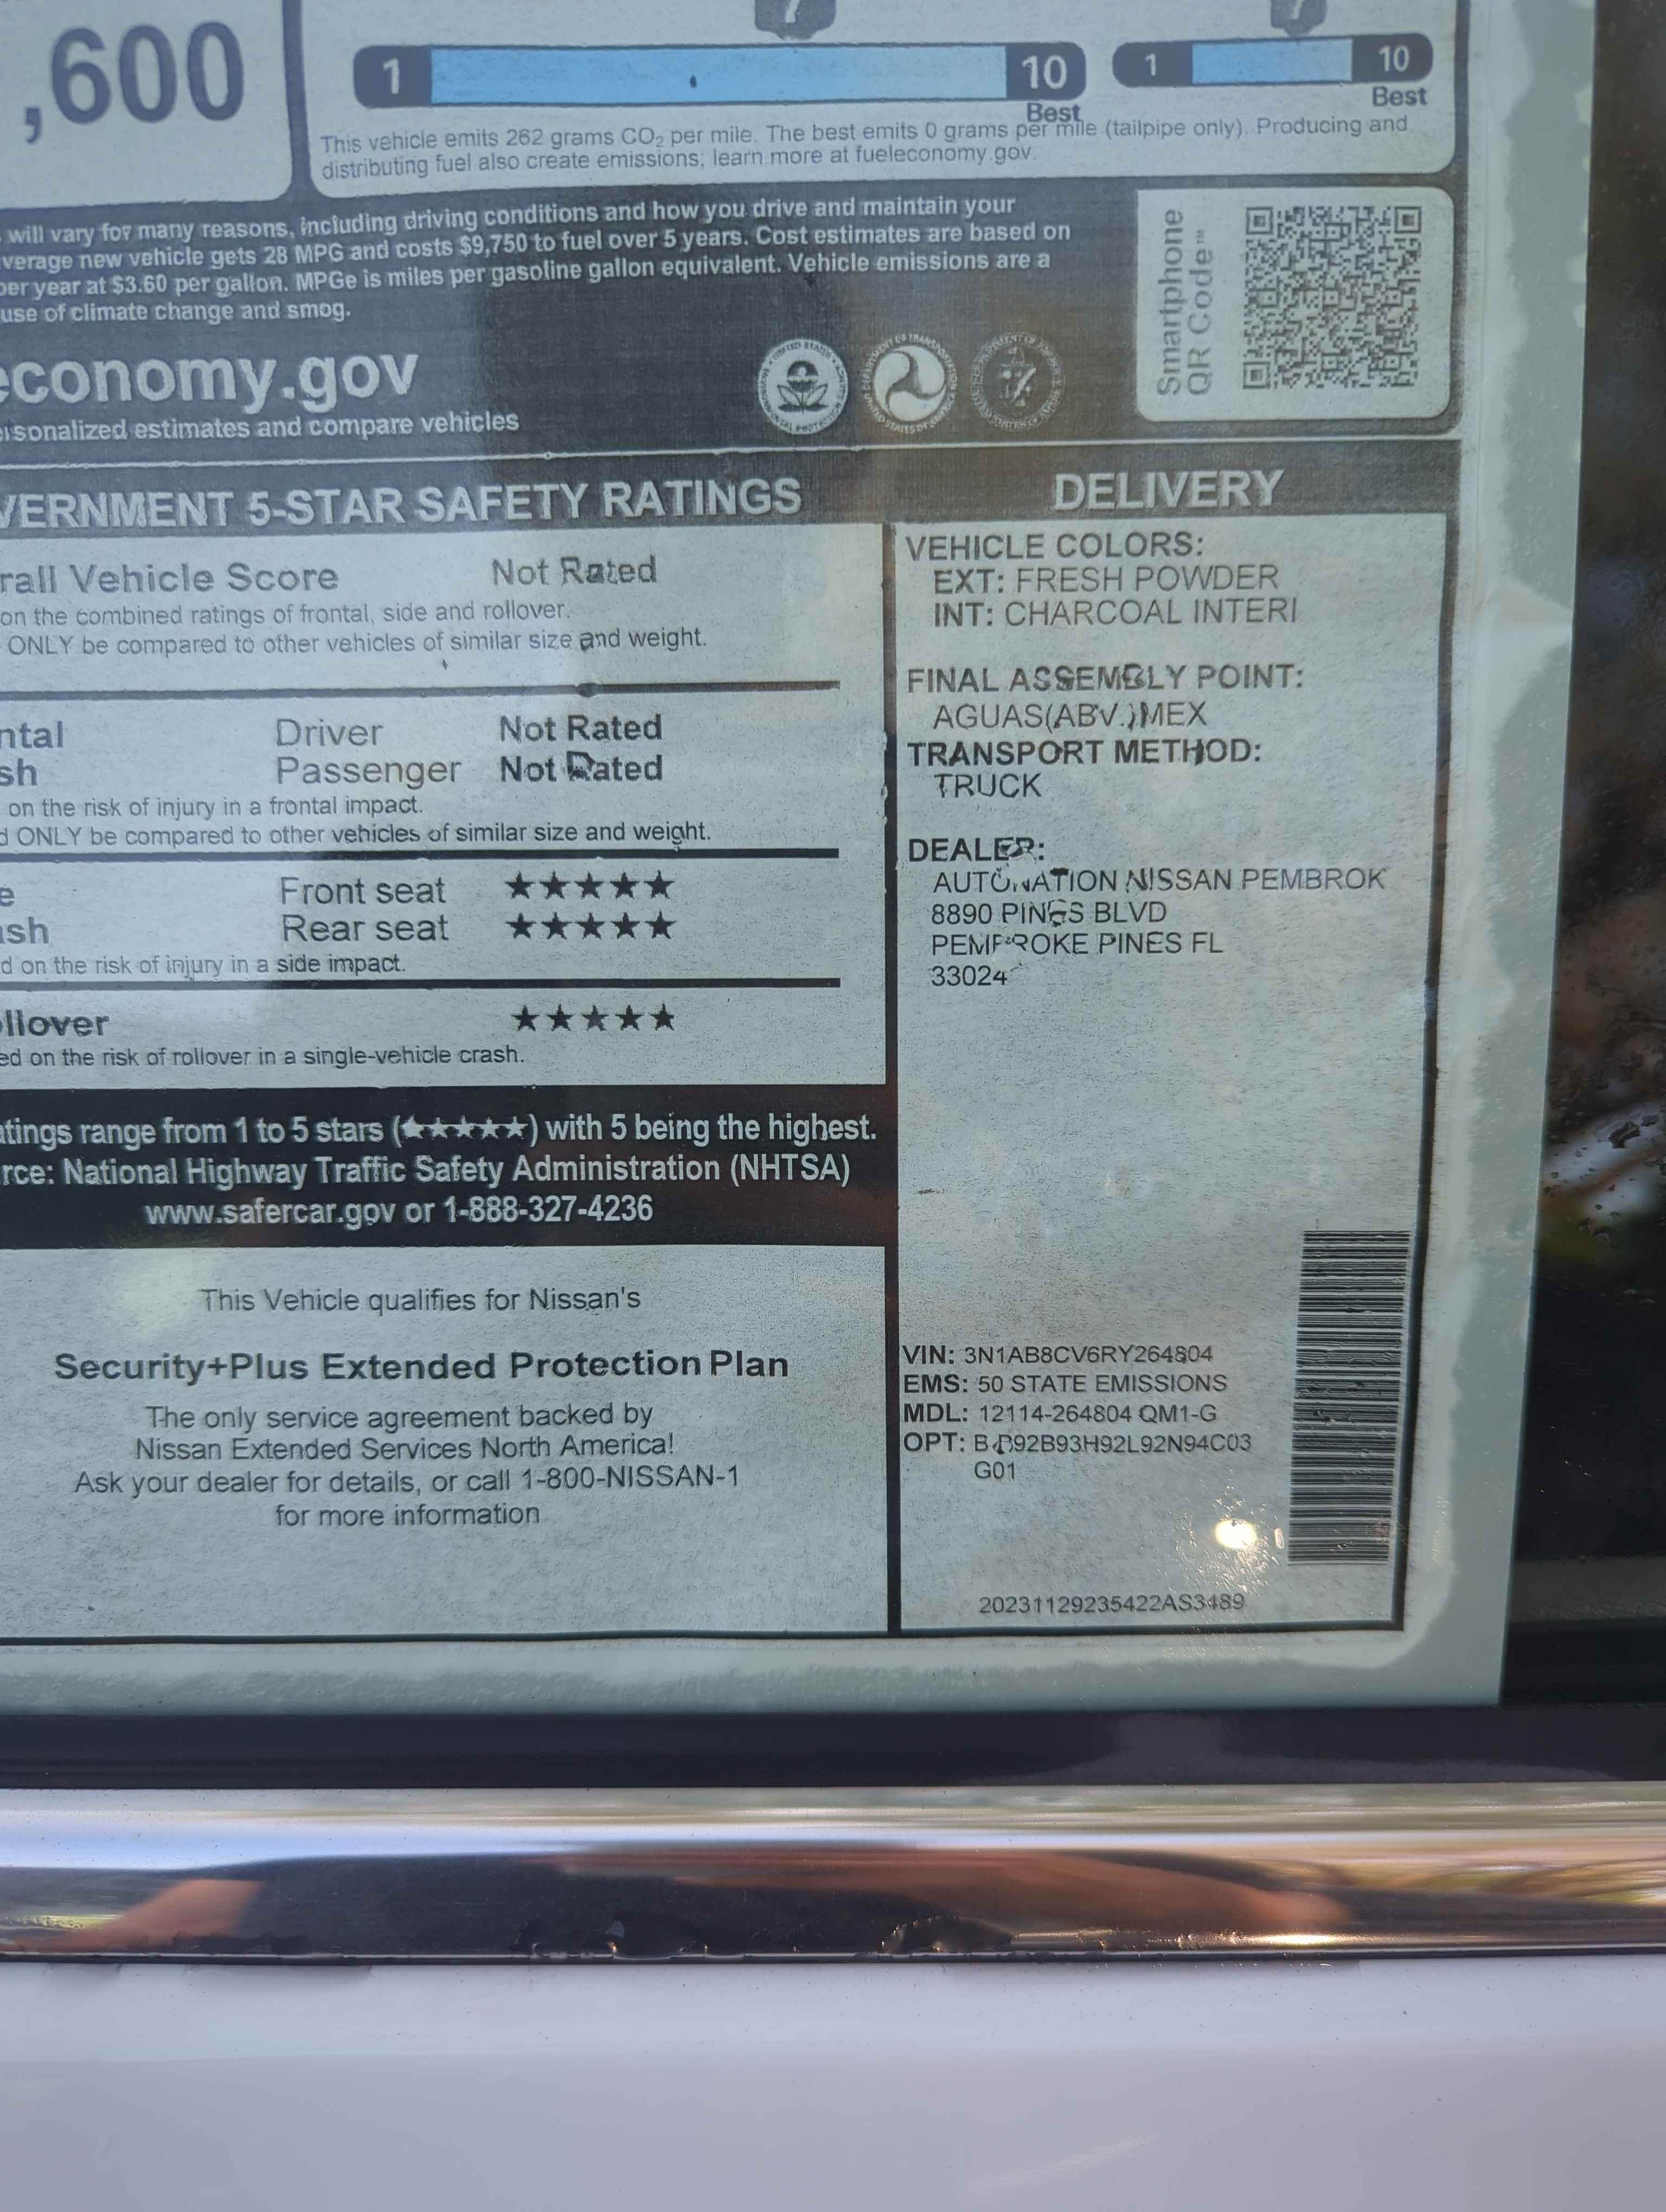 ,600
1
10
Best
1
10
Best
This vehicle emits 262 grams CO₂ per mile. The best emits 0 grams per mile (tailpipe only). Producing and
distributing fuel also create emissions; learn more at fueleconomy.gov.
will vary for many reasons, including driving conditions and how you drive and maintain your
verage new vehicle gets 28 MPG and costs $9,750 to fuel over 5 years. Cost estimates are based on
per year at $3.60 per gallon. MPGe is miles per gasoline gallon equivalent. Vehicle emissions are a
use of climate change and smog.
economy.gov
ersonalized estimates and compare vehicles
Smartphone
QR Code™
VERNMENT 5-STAR SAFETY RATINGS
rall Vehicle Score Not Rated
on the combined ratings of frontal, side and rollover.
ONLY be compared to other vehicles of similar size and weight.
ntal Driver Not Rated
sh Passenger Not Rated
on the risk of injury in a frontal impact.
d ONLY be compared to other vehicles of similar size and weight.
e Front seat ★★★★★
ash Rear seat ★★★★★
d on the risk of injury in a side impact.
ollover ★★★★★
ed on the risk of rollover in a single-vehicle crash.
atings range from 1 to 5 stars (★★★★★) with 5 being the highest.
rce: National Highway Traffic Safety Administration (NHTSA)
www.safercar.gov or 1-888-327-4236
This Vehicle qualifies for Nissan's
Security+Plus Extended Protection Plan
The only service agreement backed by
Nissan Extended Services North America!
Ask your dealer for details, or call 1-800-NISSAN-1
for more information
DELIVERY
VEHICLE COLORS:
EXT: FRESH POWDER
INT: CHARCOAL INTERI
FINAL ASSEMBLY POINT:
AGUAS(ABV.)MEX
TRANSPORT METHOD:
TRUCK
DEALER:
AUTONATION NISSAN PEMBROK
8890 PINES BLVD
PEMBROKE PINES FL
33024
VIN: 3N1AB8CV6RY264804
EMS: 50 STATE EMISSIONS
MDL: 12114-264804 QM1-G
OPT:
G01
20231129235422AS3489